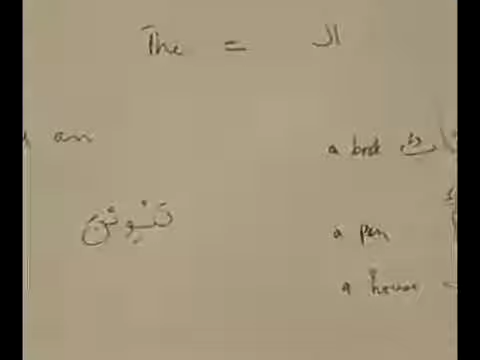 The = ال
an
a book
تنوين
a pen
a house